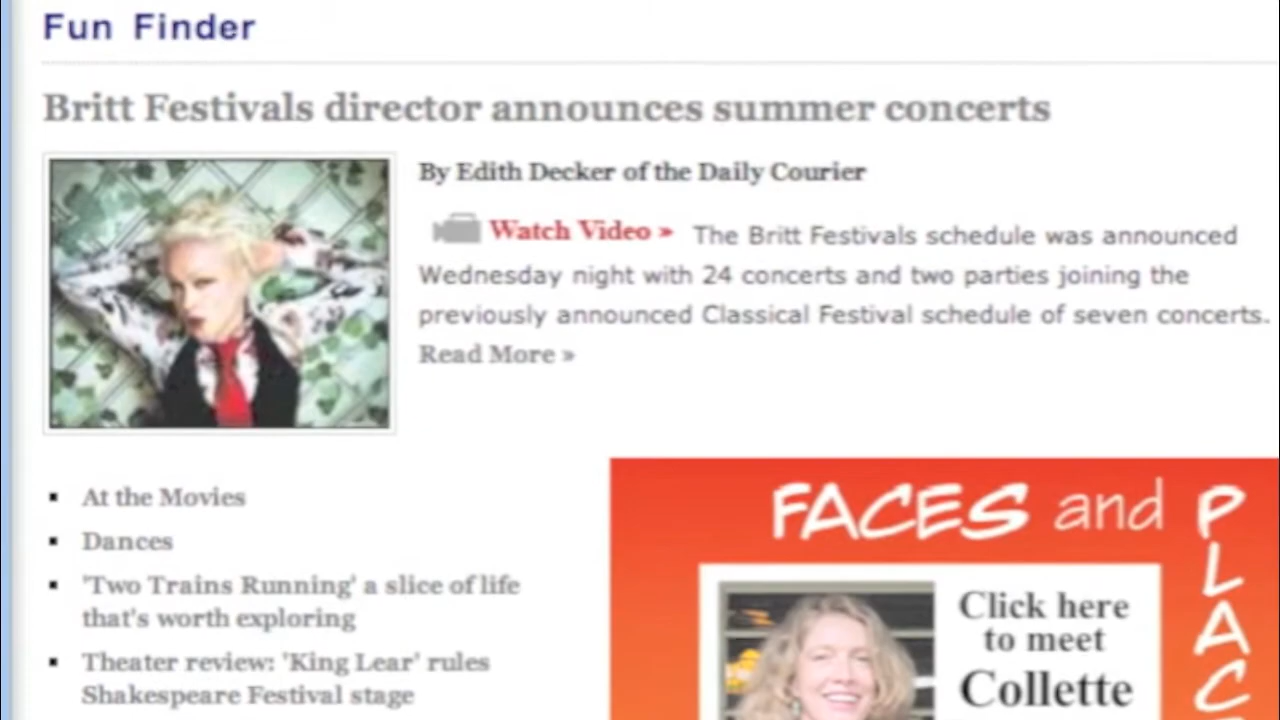 Fun Finder
Britt Festivals director announces summer concerts
By Edith Decker of the Daily Courier
Watch Video » The Britt Festivals schedule was announced
Wednesday night with 24 concerts and two parties joining the
previously announced Classical Festival schedule of seven concerts.
Read More »
At the Movies
Dances
'Two Trains Running' a slice of life
that's worth exploring
Theater review: 'King Lear' rules
Shakespeare Festival stage
FACES and
PLAC
Click here
to meet
Collette